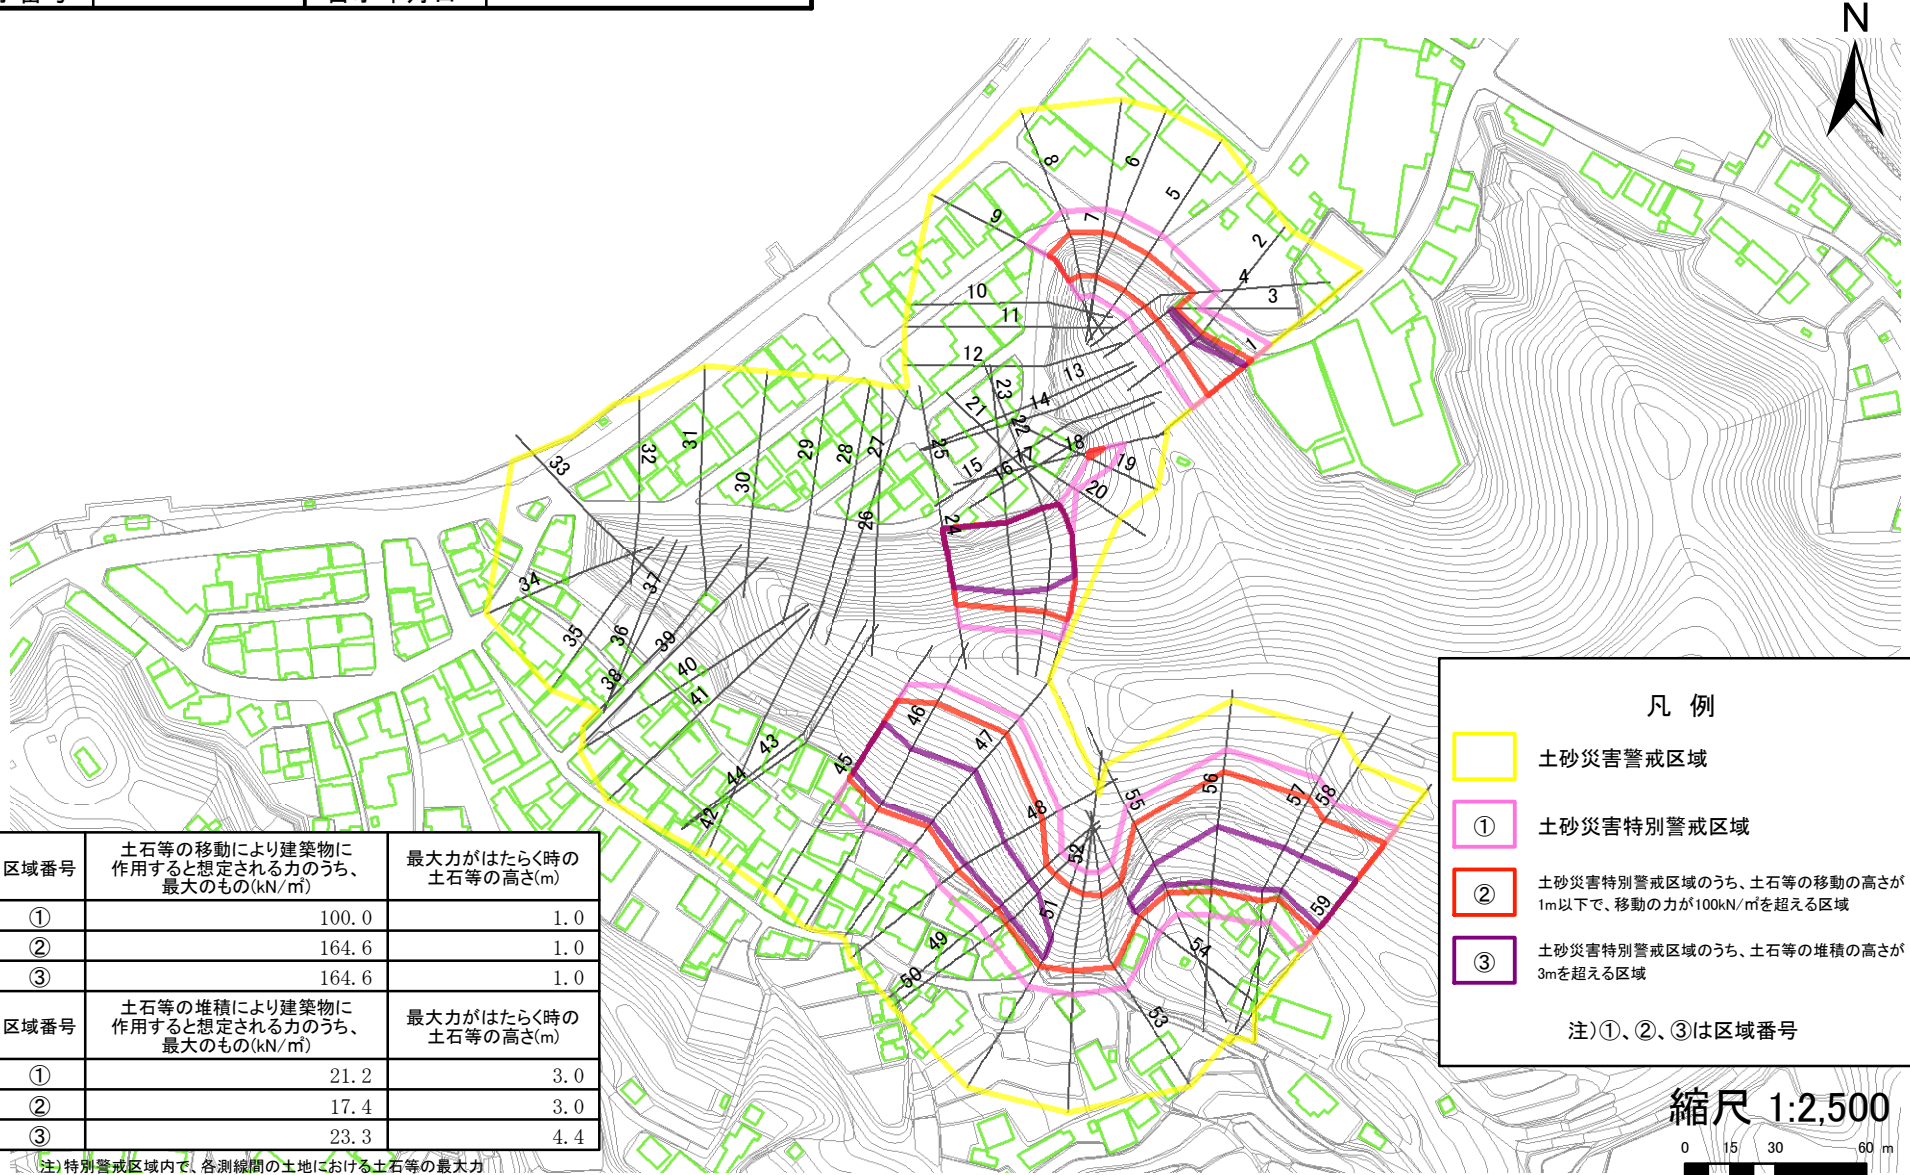 N
8
6
5
7
9
2
4
3
10
11
1
12
13
23
21
14
22
32
31
29
28
27
25
18
17
15
16
19
33
30
20
26
24
34
37
35
36
39
38
40
41
46
47
43
45
44
42
48
55
56
57
58
52
51
59
49
50
54
53
凡 例
土砂災害警戒区域
① 土砂災害特別警戒区域
② 土砂災害特別警戒区域のうち、土石等の移動の高さが
1m以下で、移動の力が100kN/㎡を超える区域
③ 土砂災害特別警戒区域のうち、土石等の堆積の高さが
3mを超える区域
注)①、②、③は区域番号
縮尺 1:2,500
0 15 30 60 m
区域番号
土石等の移動により建築物に
作用すると想定される力のうち、
最大のもの(kN/㎡)
最大力がはたらく時の
土石等の高さ(m)
① 100.0 1.0
② 164.6 1.0
③ 164.6 1.0
区域番号
土石等の堆積により建築物に
作用すると想定される力のうち、
最大のもの(kN/㎡)
最大力がはたらく時の
土石等の高さ(m)
① 21.2 3.0
② 17.4 3.0
③ 23.3 4.4
注)特別警戒区域内で、各測線間の土地における土石等の最大力